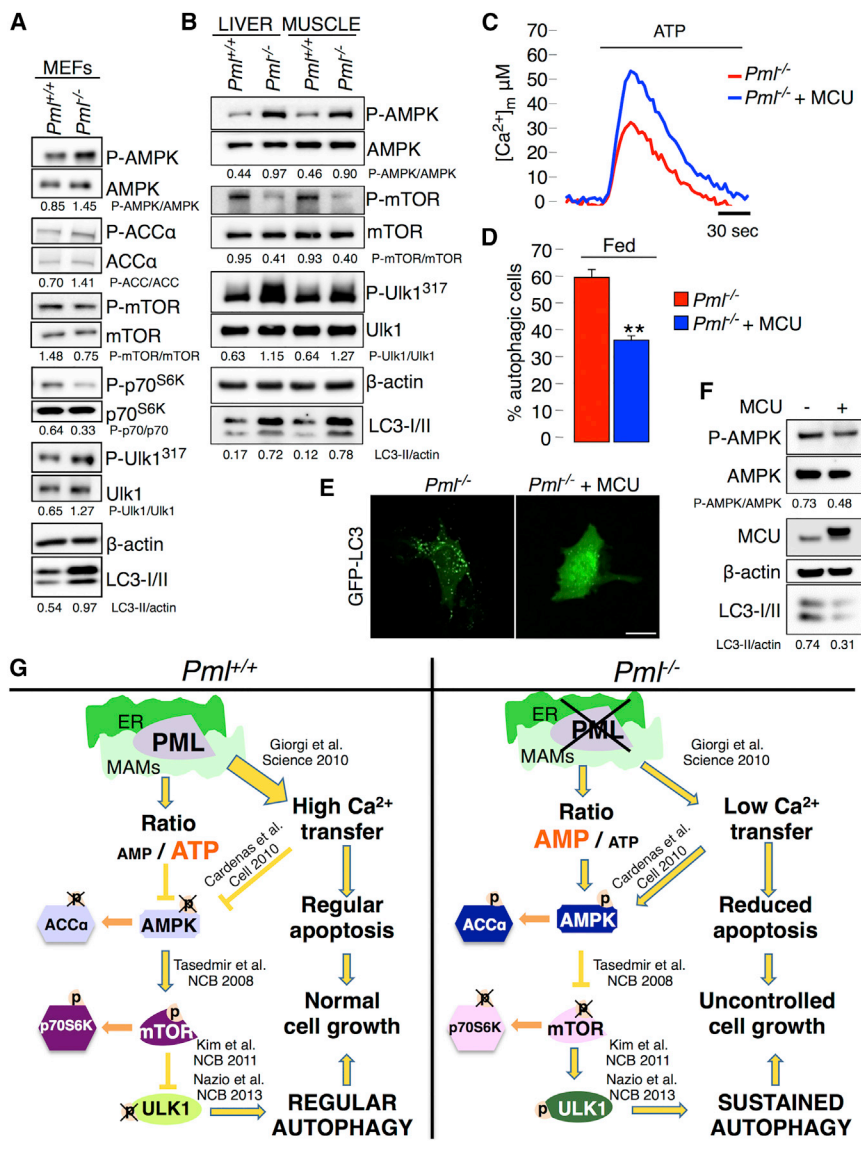 A
MEFs
Pml+/+
Pml-/-
P-AMPK
AMPK
0.85 1.45
P-AMPK/AMPK
P-ACCα
ACCα
0.70 1.41
P-ACC/ACC
P-mTOR
mTOR
1.48 0.75
P-mTOR/mTOR
P-p70S6K
p70S6K
0.64 0.33
P-p70/p70
P-Ulk1317
Ulk1
0.65 1.27
P-Ulk1/Ulk1
β-actin
LC3-I/II
0.54 0.97
LC3-II/actin
B
LIVER MUSCLE
Pml+/+
Pml-/-
Pml+/+
Pml-/-
P-AMPK
AMPK
0.44 0.97 0.46 0.90 P-AMPK/AMPK
P-mTOR
mTOR
0.95 0.41 0.93 0.40 P-mTOR/mTOR
P-Ulk1317
Ulk1
0.63 1.15 0.64 1.27 P-Ulk1/Ulk1
β-actin
LC3-I/II
0.17 0.72 0.12 0.78 LC3-II/actin
C
[Ca2+]m μM
70
60
50
40
30
20
10
0
ATP
Pml-/-
Pml-/- + MCU
30 sec
D
% autophagic cells
70
60
50
40
30
20
10
0
Fed
**
Pml-/-
Pml-/- + MCU
E
Pml-/-
Pml-/- + MCU
GFP-LC3
F
MCU - +
P-AMPK
AMPK
P-AMPK/AMPK 0.73 0.48
MCU
β-actin
LC3-I/II
LC3-II/actin 0.74 0.31
G
Pml+/+
ER
PML
MAMs
Giorgi et al.
Science 2010
Ratio
AMP / ATP
High Ca2+
transfer
Cardenas et al.
Cell 2010
p
ACCα
p
AMPK
Regular
apoptosis
Tasedmir et al.
NCB 2008
p
p70S6K
p
mTOR
Normal
cell growth
Kim et al.
NCB 2011
Nazio et al.
NCB 2013
p
ULK1
REGULAR
AUTOPHAGY
Pml-/-
ER
PML
MAMs
Giorgi et al.
Science 2010
Ratio
AMP / ATP
Low Ca2+
transfer
Cardenas et al.
Cell 2010
p
ACCα
p
AMPK
Reduced
apoptosis
Tasedmir et al.
NCB 2008
p
p70S6K
p
mTOR
Uncontrolled
cell growth
Kim et al.
NCB 2011
Nazio et al.
NCB 2013
p
ULK1
SUSTAINED
AUTOPHAGY